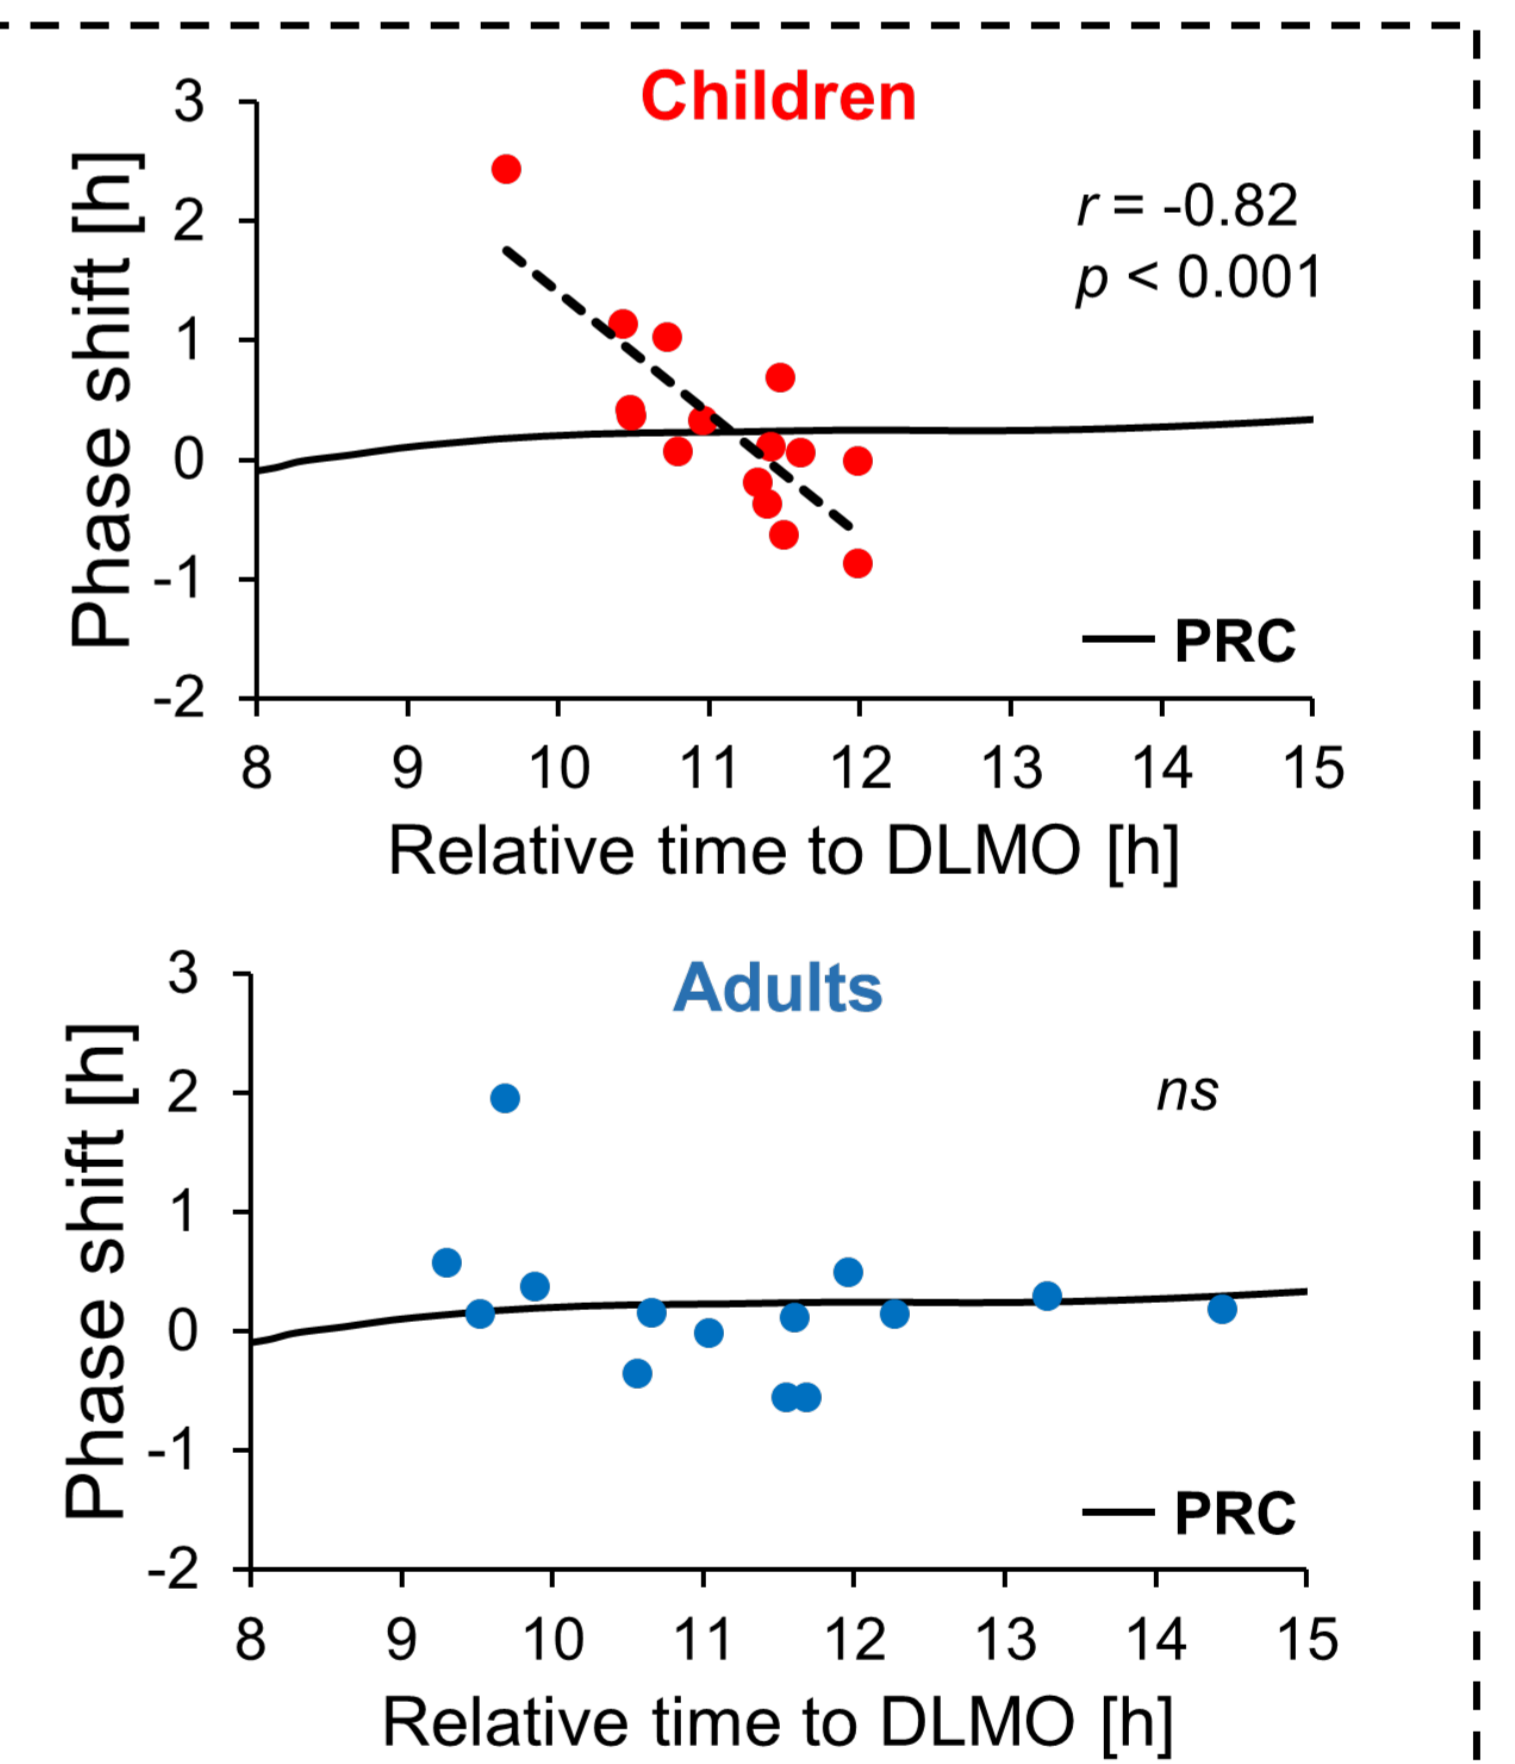 Children
3
2
1
0
-1
-2
Phase shift [h]
r = -0.82
p < 0.001
PRC
8 9 10 11 12 13 14 15
Relative time to DLMO [h]
Adults
3
2
1
0
-1
-2
Phase shift [h]
ns
PRC
8 9 10 11 12 13 14 15
Relative time to DLMO [h]